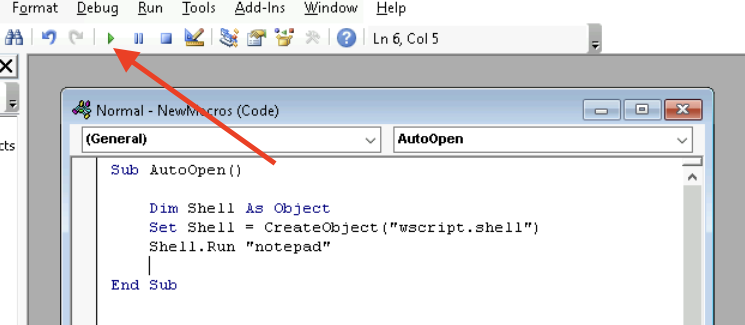 Format Debug Run Tools Add-Ins Window Help
Ln 6, Col 5
Normal - NewMacros (Code)
cts
(General) AutoOpen
Sub AutoOpen()
Dim Shell As Object
Set Shell = CreateObject("wscript.shell")
Shell.Run "notepad"
End Sub